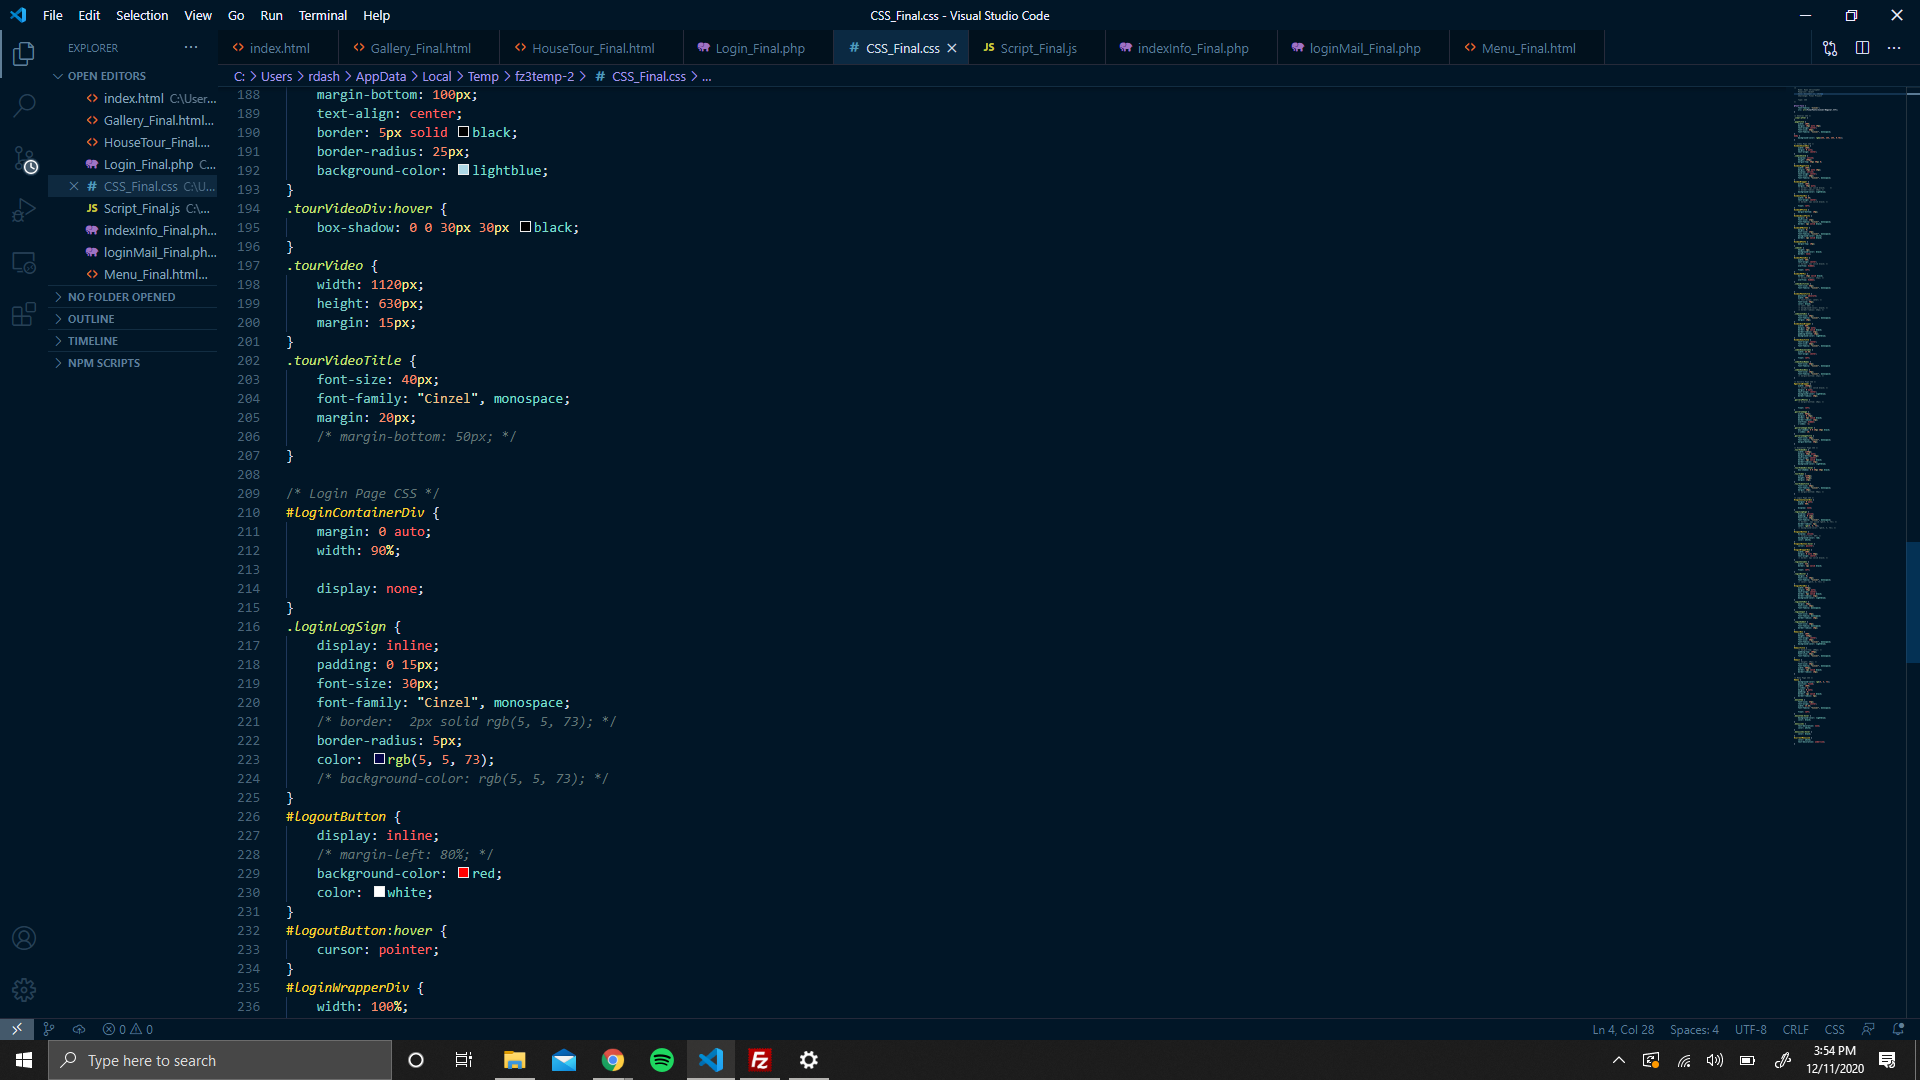 File Edit Selection View Go Run Terminal Help
CSS_Final.css - Visual Studio Code
EXPLORER
index.html
Gallery_Final.html
HouseTour_Final.html
Login_Final.php
CSS_Final.css
Script_Final.js
indexInfo_Final.php
loginMail_Final.php
Menu_Final.html
OPEN EDITORS
index.html C:\User...
Gallery_Final.html...
HouseTour_Final....
Login_Final.php C...
CSS_Final.css C:\U...
Script_Final.js C:\...
indexInfo_Final.ph...
loginMail_Final.ph...
Menu_Final.html...
NO FOLDER OPENED
OUTLINE
TIMELINE
NPM SCRIPTS
C: > Users > rdash > AppData > Local > Temp > fz3temp-2 > # CSS_Final.css > ...
188 margin-bottom: 100px;
189 text-align: center;
190 border: 5px solid black;
191 border-radius: 25px;
192 background-color: lightblue;
193 }
194 .tourVideoDiv:hover {
195 box-shadow: 0 0 30px 30px black;
196 }
197 .tourVideo {
198 width: 1120px;
199 height: 630px;
200 margin: 15px;
201 }
202 .tourVideoTitle {
203 font-size: 40px;
204 font-family: "Cinzel", monospace;
205 margin: 20px;
206 /* margin-bottom: 50px; */
207 }
208
209 /* Login Page CSS */
210 #loginContainerDiv {
211 margin: 0 auto;
212 width: 90%;
213
214 display: none;
215 }
216 .loginLogSign {
217 display: inline;
218 padding: 0 15px;
219 font-size: 30px;
220 font-family: "Cinzel", monospace;
221 /* border:  2px solid rgb(5, 5, 73); */
222 border-radius: 5px;
223 color: rgb(5, 5, 73);
224 /* background-color: rgb(5, 5, 73); */
225 }
226 #logoutButton {
227 display: inline;
228 /* margin-left: 80%; */
229 background-color: red;
230 color: white;
231 }
232 #logoutButton:hover {
233 cursor: pointer;
234 }
235 #loginWrapperDiv {
236 width: 100%;
0 0
Ln 4, Col 28 Spaces: 4 UTF-8 CRLF CSS
Type here to search
3:54 PM
12/11/2020